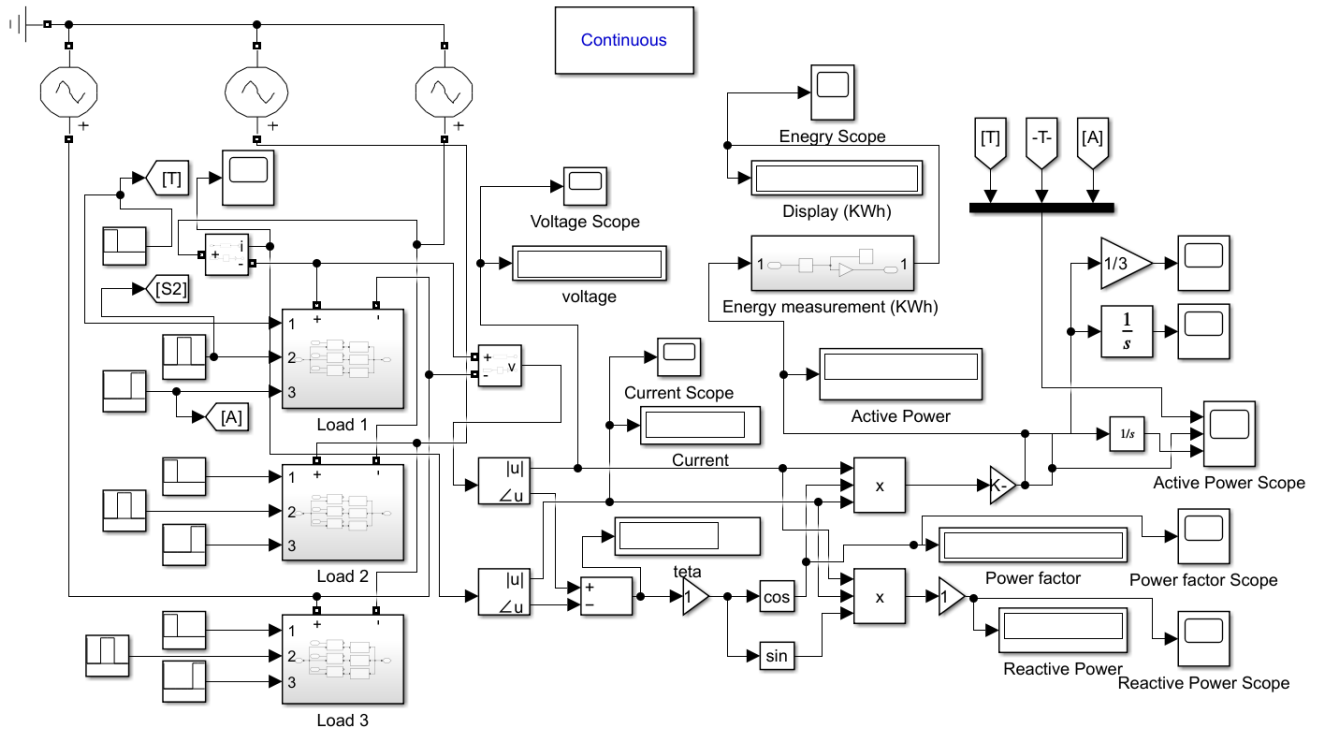 Continuous
+
+
+
[T]
Enegry Scope
[T]
-T-
[A]
Display (KWh)
Voltage Scope
+
i
-
[S2]
voltage
1
1
Energy measurement (KWh)
1/3
+
-
1
2
3
Load 1
1
s
+
-
v
[A]
Current Scope
Active Power
Current
1/s
Active Power Scope
+
-
1
2
3
Load 2
|u|
∠u
x
K-
teta
Power factor
Power factor Scope
|u|
∠u
+
−
1
cos
sin
x
1
Reactive Power
Reactive Power Scope
+
-
1
2
3
Load 3